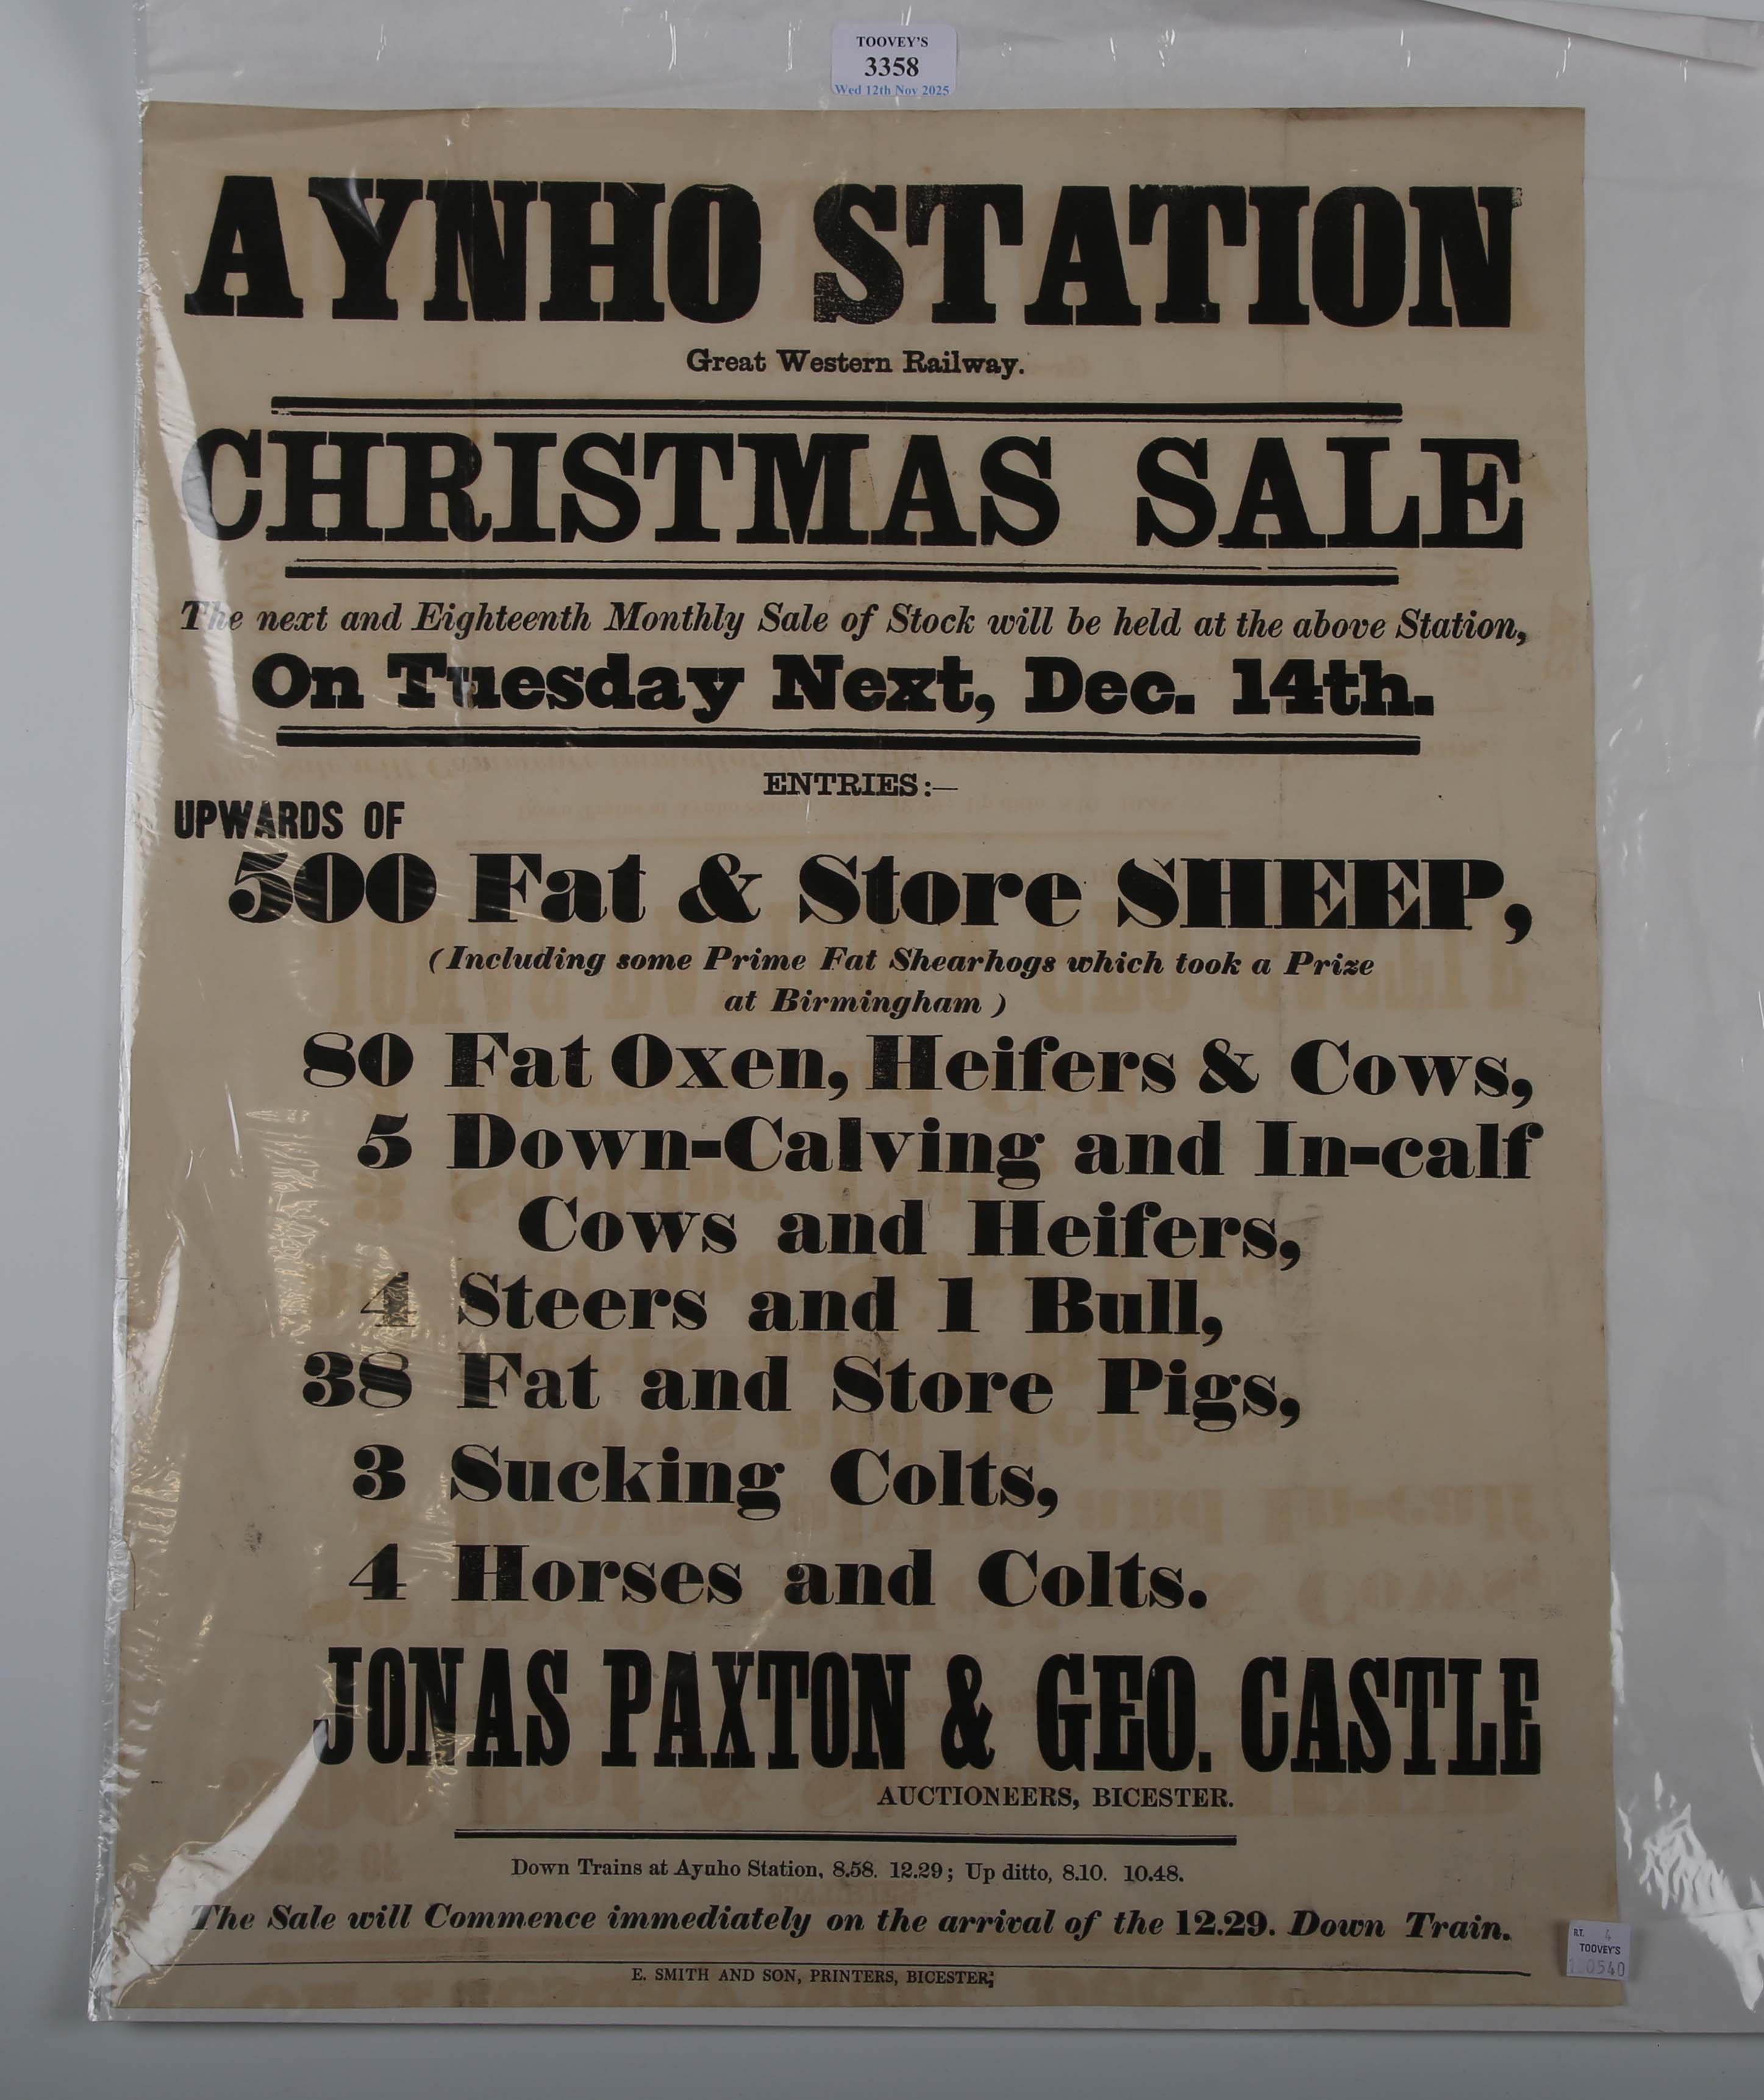 TOOVEY'S
3358
Wed 12th Nov 2025
AYNHO STATION
Great Western Railway.
CHRISTMAS SALE
The next and Eighteenth Monthly Sale of Stock will be held at the above Station,
On Tuesday Next, Dec. 14th.
ENTRIES:—
UPWARDS OF
500 Fat & Store SHEEP,
(Including some Prime Fat Shearhogs which took a Prize
at Birmingham)
80 Fat Oxen, Heifers & Cows,
5 Down-Calving and In-calf
Cows and Heifers,
4 Steers and 1 Bull,
38 Fat and Store Pigs,
3 Sucking Colts,
4 Horses and Colts.
JONAS PAXTON & GEO. CASTLE
AUCTIONEERS, BICESTER.
Down Trains at Aynho Station, 8.58. 12.29; Up ditto, 8.10. 10.48.
The Sale will Commence immediately on the arrival of the 12.29. Down Train.
E. SMITH AND SON, PRINTERS, BICESTER;
R.T. 4
TOOVEY'S